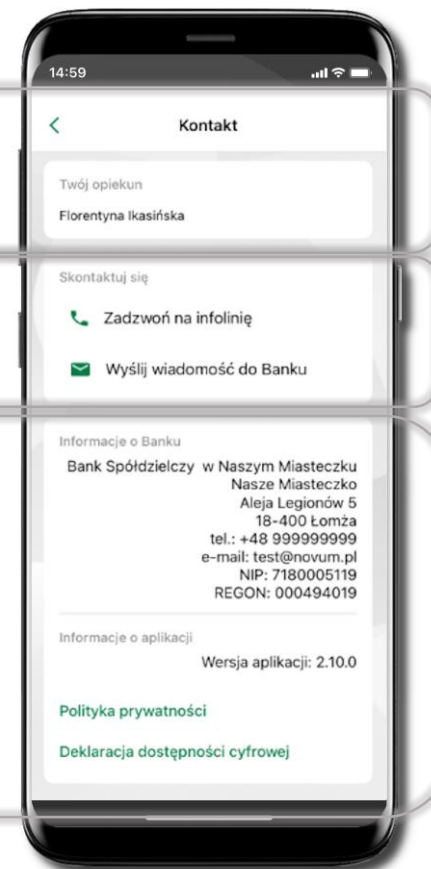 14:59
Kontakt
Twój opiekun
Florentyna Ikasińska
Skontaktuj się
Zadzwoń na infolinię
Wyślij wiadomość do Banku
Informacje o Banku
Bank Spółdzielczy w Naszym Miasteczku
Nasze Miasteczko
Aleja Legionów 5
18-400 Łomża
tel.: +48 999999999
e-mail: test@novum.pl
NIP: 7180005119
REGON: 000494019
Informacje o aplikacji
Wersja aplikacji: 2.10.0
Polityka prywatności
Deklaracja dostępności cyfrowej